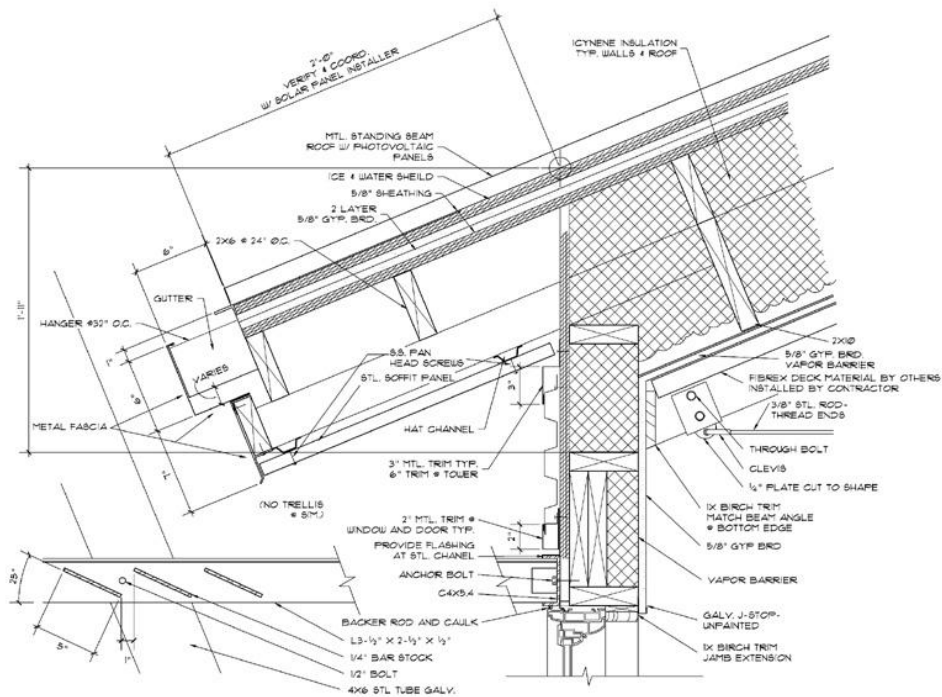 2'-0"
VERIFY & COORD.
W/ SOLAR PANEL INSTALLER
ICYNENE INSULATION
TYP. WALLS & ROOF
MTL. STANDING SEAM
ROOF W/ PHOTOVOLTAIC
PANELS
ICE & WATER SHEILD
5/8" SHEATHING
2 LAYER
5/8" GYP. BRD.
2X6 @ 24" O.C.
6"
GUTTER
1'-11"
HANGER @32" O.C.
1"
VARIES
6"
METAL FASCIA
7"
S.S. PAN
HEAD SCREWS
STL. SOFFIT PANEL
3"
HAT CHANNEL
3" MTL. TRIM TYP.
6" TRIM @ TOWER
(NO TRELLIS
@ SIM.)
2" MTL. TRIM @
WINDOW AND DOOR TYP.
2"
PROVIDE FLASHING
AT STL. CHANEL
ANCHOR BOLT
C4X5.4
BACKER ROD AND CAULK
L3-½" X 2-½" X ½"
1/4" BAR STOCK
1/2" BOLT
4X6 STL TUBE GALV.
28°
5"
1"
2X10
5/8" GYP. BRD.
VAPOR BARRIER
FIBREX DECK MATERIAL BY OTHERS
INSTALLED BY CONTRACTOR
3/8" STL. ROD-
THREAD ENDS
THROUGH BOLT
CLEVIS
¼" PLATE CUT TO SHAPE
1X BIRCH TRIM
MATCH BEAM ANGLE
@ BOTTOM EDGE
5/8" GYP BRD
VAPOR BARRIER
GALV. J-STOP-
UNPAINTED
1X BIRCH TRIM
JAMB EXTENSION